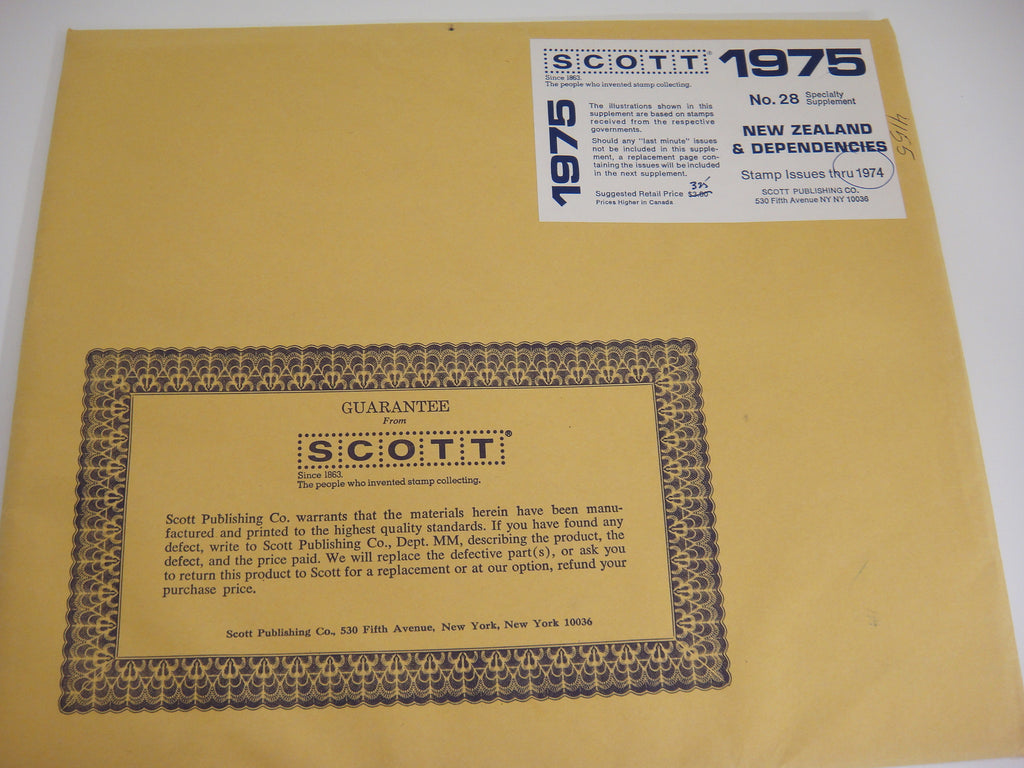 SCOTT®
Since 1863.
The people who invented stamp collecting.
1975
1975
The illustrations shown in this
supplement are based on stamps
received from the respective
governments.
Should any "last minute" issues
not be included in this supple-
ment, a replacement page con-
taining the issues will be included
in the next supplement.
Suggested Retail Price
Prices Higher in Canada
No. 28 Specialty
Supplement
NEW ZEALAND
& DEPENDENCIES
Stamp Issues thru 1974
SCOTT PUBLISHING CO.
530 Fifth Avenue NY NY 10036
GUARANTEE
From
SCOTT®
Since 1863.
The people who invented stamp collecting.
Scott Publishing Co. warrants that the materials herein have been manu-
factured and printed to the highest quality standards. If you have found any
defect, write to Scott Publishing Co., Dept. MM, describing the product, the
defect, and the price paid. We will replace the defective part(s), or ask you
to return this product to Scott for a replacement or at our option, refund your
purchase price.
Scott Publishing Co., 530 Fifth Avenue, New York, New York 10036